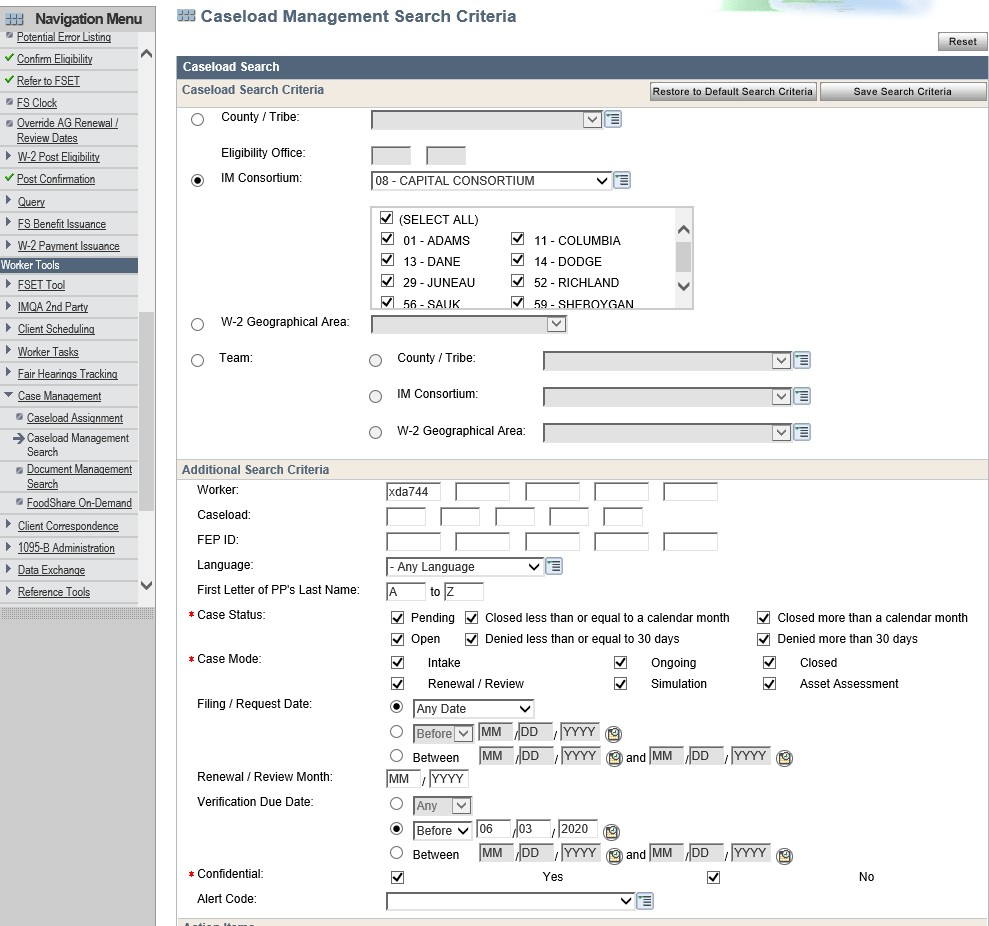 Navigation Menu
Potential Error Listing
Confirm Eligibility
Refer to FSET
FS Clock
Override AG Renewal /
Review Dates
W-2 Post Eligibility
Post Confirmation
Query
FS Benefit Issuance
W-2 Payment Issuance
Worker Tools
FSET Tool
IMQA 2nd Party
Client Scheduling
Worker Tasks
Fair Hearings Tracking
Case Management
Caseload Assignment
Caseload Management
Search
Document Management
Search
FoodShare On-Demand
Client Correspondence
1095-B Administration
Data Exchange
Reference Tools
Caseload Management Search Criteria
Reset
Caseload Search
Caseload Search Criteria Restore to Default Search Criteria Save Search Criteria
County / Tribe:
Eligibility Office:
IM Consortium: 08 - CAPITAL CONSORTIUM
(SELECT ALL)
01 - ADAMS 11 - COLUMBIA
13 - DANE 14 - DODGE
29 - JUNEAU 52 - RICHLAND
56 - SAUK 59 - SHEBOYGAN
W-2 Geographical Area:
Team: County / Tribe:
IM Consortium:
W-2 Geographical Area:
Additional Search Criteria
Worker: xda744
Caseload:
FEP ID:
Language: - Any Language
First Letter of PP's Last Name: A to Z
* Case Status: Pending Closed less than or equal to a calendar month Closed more than a calendar month
Open Denied less than or equal to 30 days Denied more than 30 days
* Case Mode: Intake Ongoing Closed
Renewal / Review Simulation Asset Assessment
Filing / Request Date: Any Date
Before MM / DD / YYYY
Between MM / DD / YYYY and MM / DD / YYYY
Renewal / Review Month: MM / YYYY
Verification Due Date: Any
Before 06 / 03 / 2020
Between MM / DD / YYYY and MM / DD / YYYY
* Confidential: Yes No
Alert Code:
Action Items